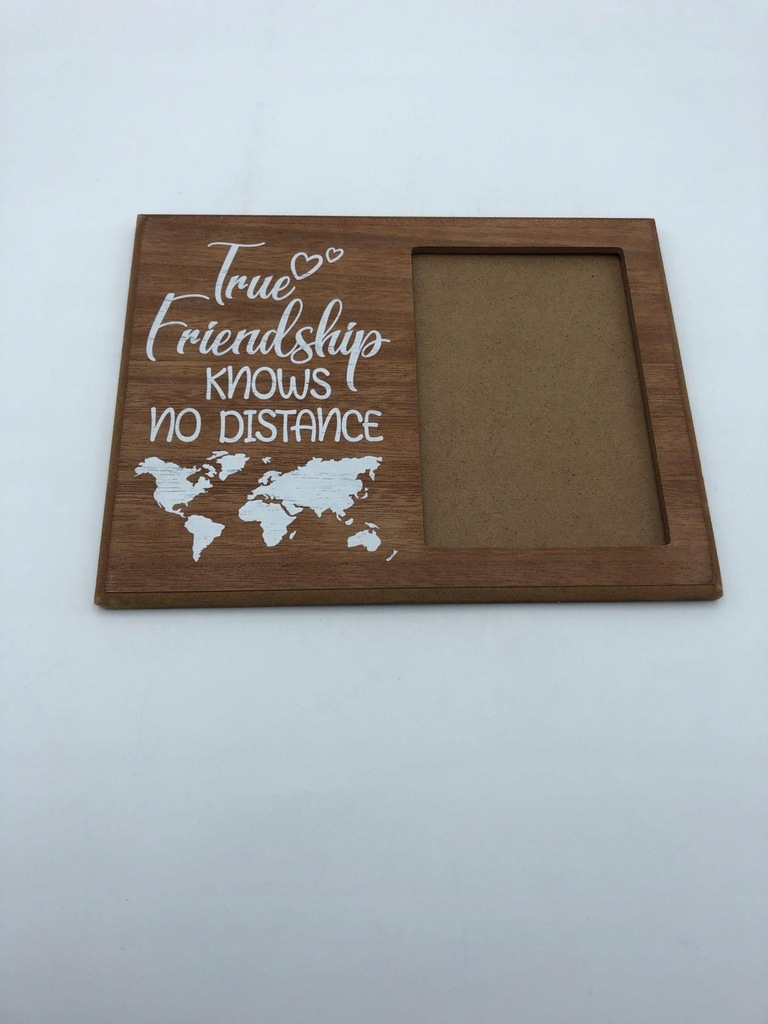 True
Friendship
KNOWS
NO DISTANCE